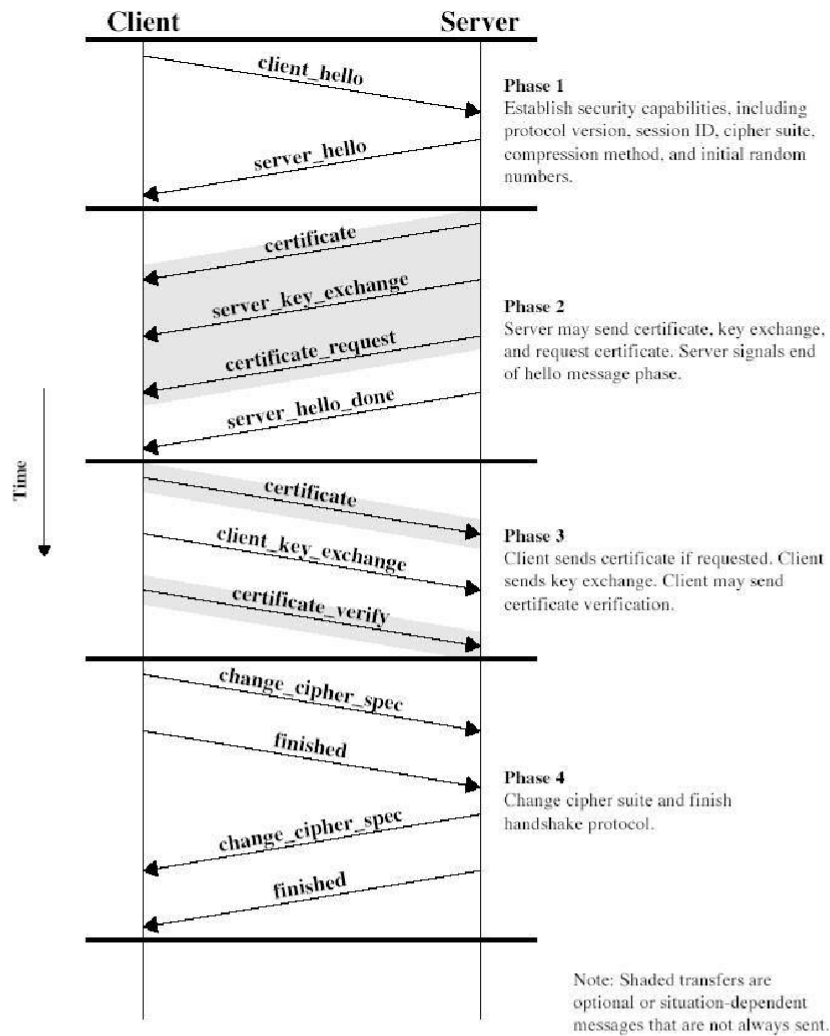 Client
Server
client_hello
server_hello
Phase 1
Establish security capabilities, including
protocol version, session ID, cipher suite,
compression method, and initial random
numbers.
certificate
server_key_exchange
certificate_request
server_hello_done
Phase 2
Server may send certificate, key exchange,
and request certificate. Server signals end
of hello message phase.
Time
certificate
client_key_exchange
certificate_verify
Phase 3
Client sends certificate if requested. Client
sends key exchange. Client may send
certificate verification.
change_cipher_spec
finished
change_cipher_spec
finished
Phase 4
Change cipher suite and finish
handshake protocol.
Note: Shaded transfers are
optional or situation-dependent
messages that are not always sent.